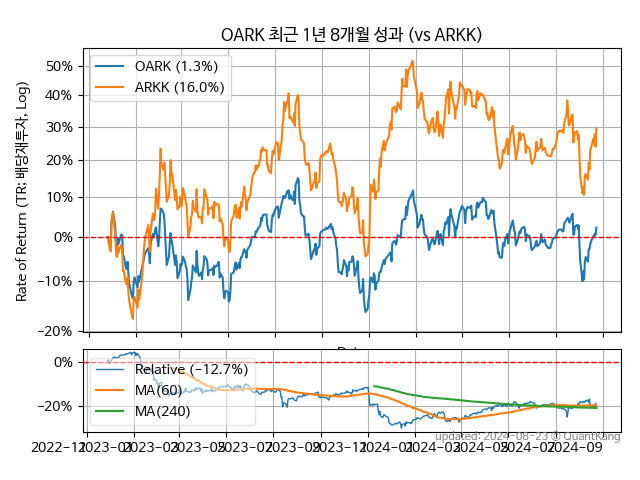 OARK 최근 1년 8개월 성과 (vs ARKK)
Rate of Return (TR: 배당재투자, Log)
50%
40%
30%
20%
10%
0%
−10%
−20%
OARK (1.3%)
ARKK (16.0%)
0%
−20%
Relative (−12.7%)
MA(60)
MA(240)
updated: 2024-08-23 © QuantKang
2022-11 2023-01 2023-03 2023-05 2023-07 2023-09 2023-11 2024-01 2024-03 2024-05 2024-07 2024-09